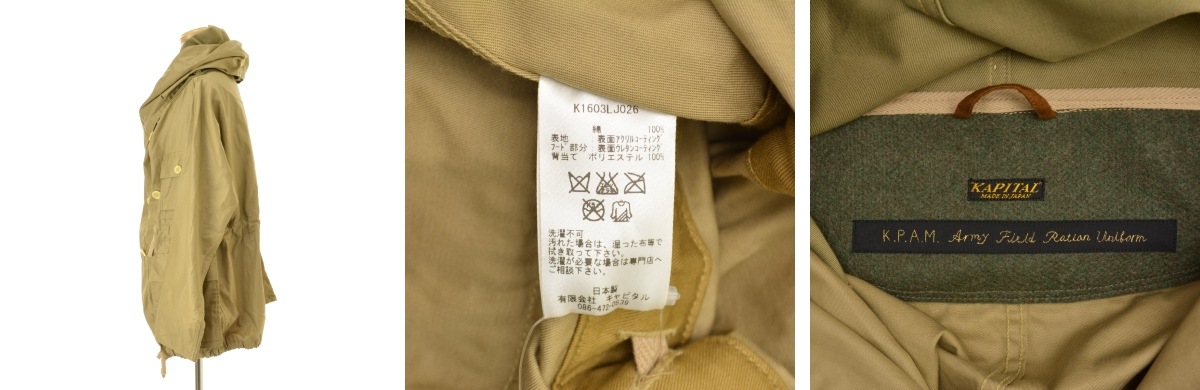 K1603LJ026
綿 100%
表地 : 表面アクリルコーティング
フード部分 : 表面ウレタンコーティング
背当て ポリエステル 100%
洗濯不可
汚れた場合は、湿った布等で
拭き取って下さい。
洗濯が必要な場合は専門店へ
ご相談下さい。
日本製
有限会社 キャピタル
086-472-0539
KAPITAL
MADE IN JAPAN
K.P.A.M. Army Field Ration Uniform